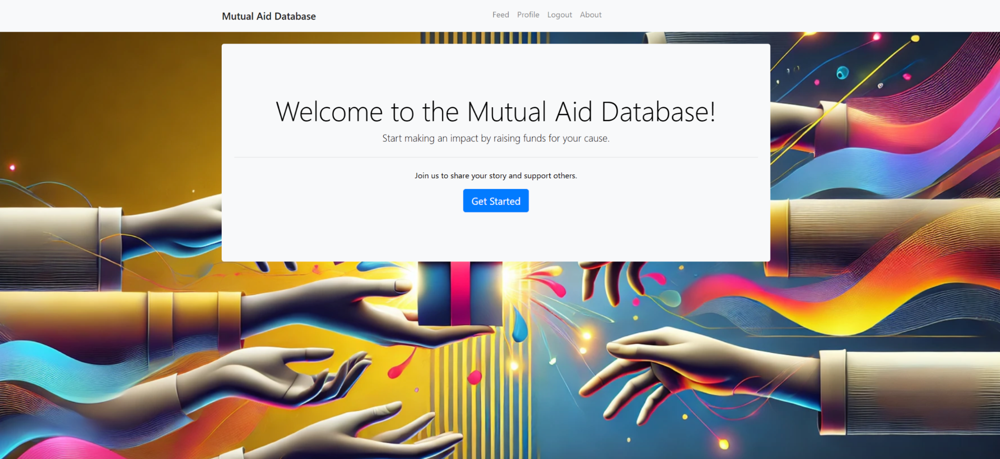 Mutual Aid Database
Feed Profile Logout About
Welcome to the Mutual Aid Database!
Start making an impact by raising funds for your cause.
Join us to share your story and support others.
Get Started